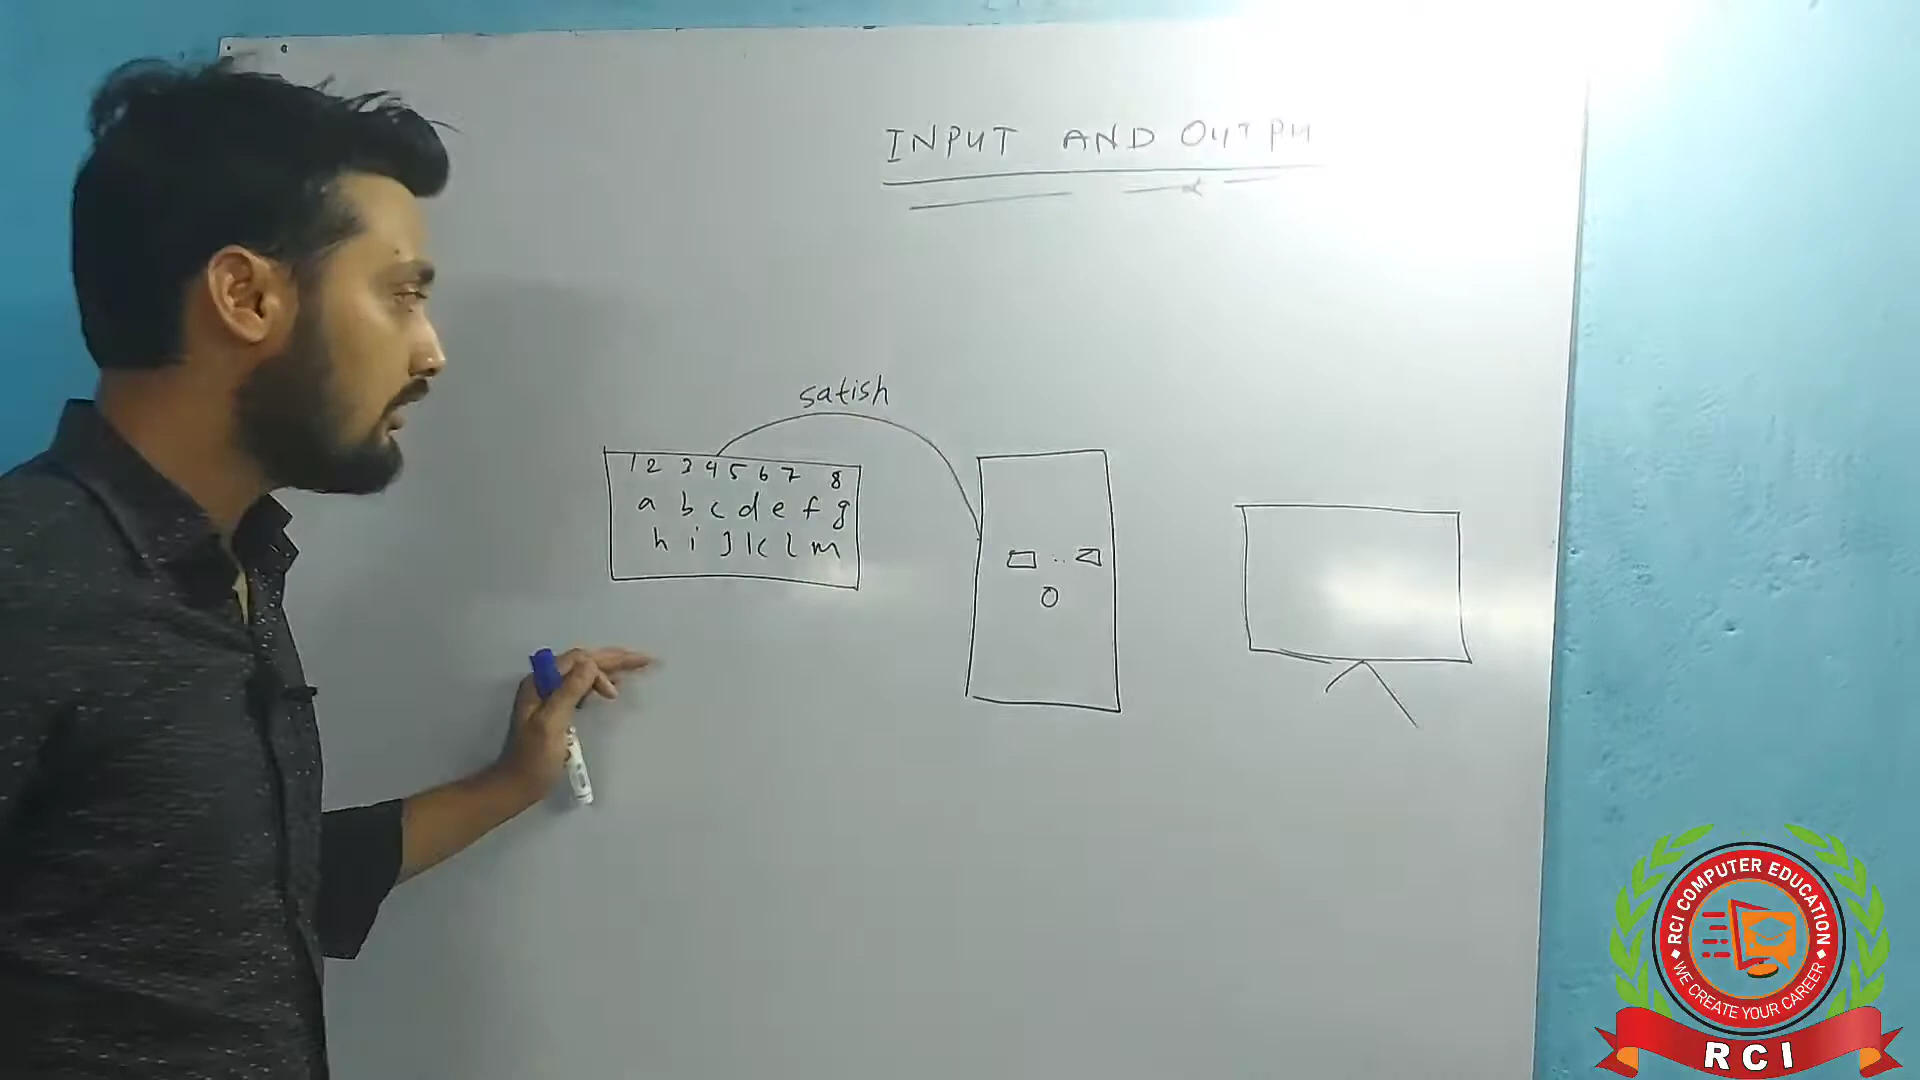 INPUT AND OUTPU
satish
1 2 3 4 5 6 7 8
a b c d e f g
h i J k l m
RCI COMPUTER EDUCATION
WE CREATE YOUR CAREER
RCI